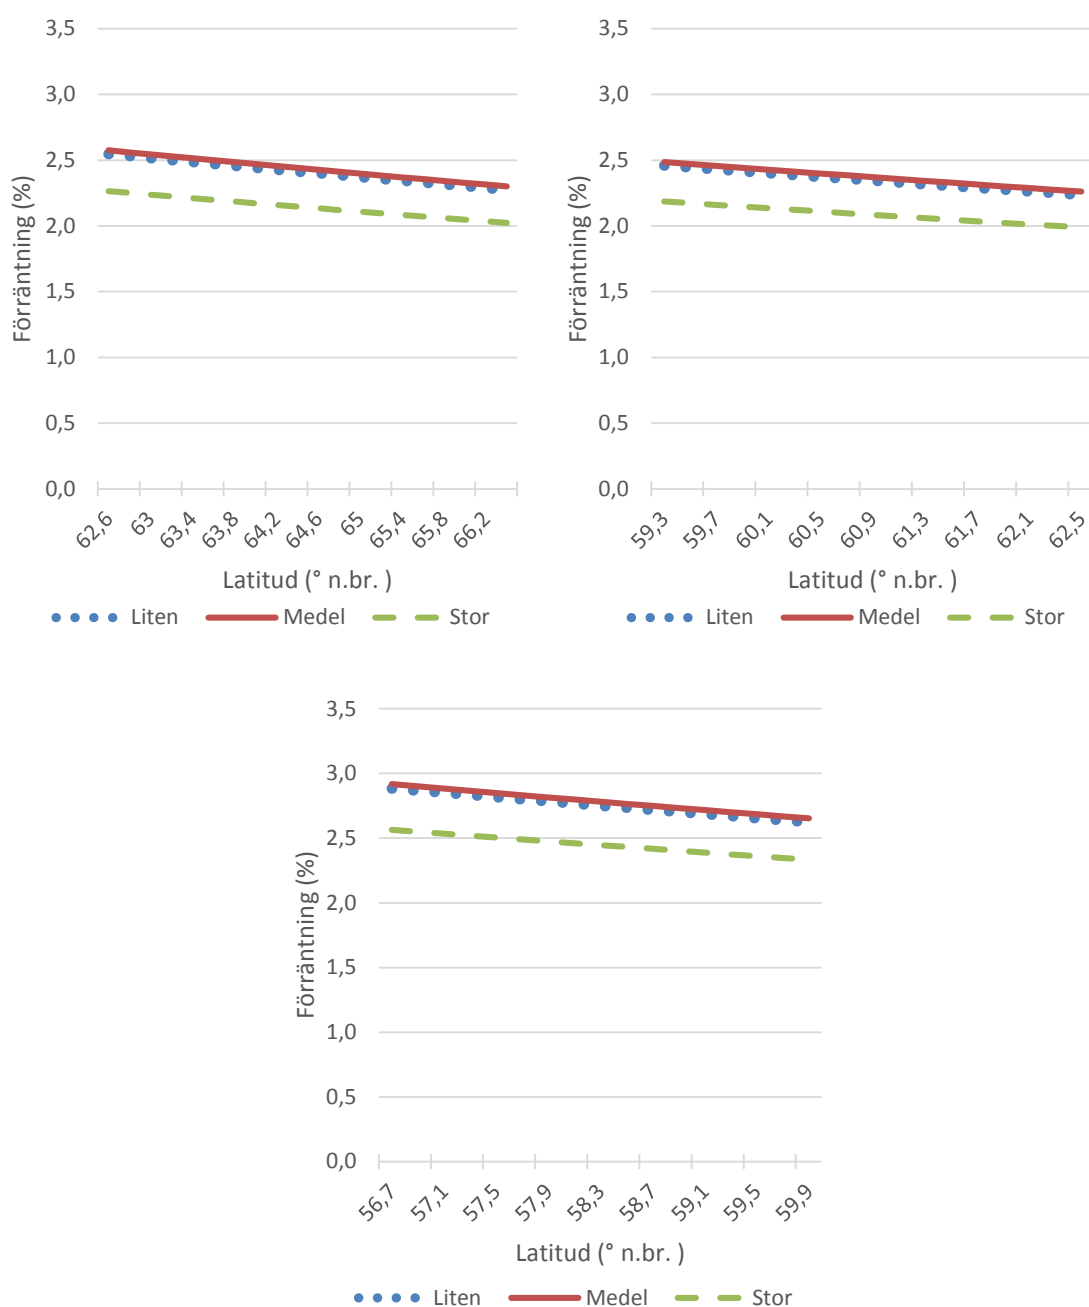 3,5
3,0
2,5
2,0
1,5
1,0
0,5
0,0
Förräntning (%)
62,6 63 63,4 63,8 64,2 64,6 65 65,4 65,8 66,2
Latitud (° n.br. )
Liten Medel Stor
3,5
3,0
2,5
2,0
1,5
1,0
0,5
0,0
Förräntning (%)
59,3 59,7 60,1 60,5 60,9 61,3 61,7 62,1 62,5
Latitud (° n.br. )
Liten Medel Stor
3,5
3,0
2,5
2,0
1,5
1,0
0,5
0,0
Förräntning (%)
56,7 57,1 57,5 57,9 58,3 58,7 59,1 59,5 59,9
Latitud (° n.br. )
Liten Medel Stor